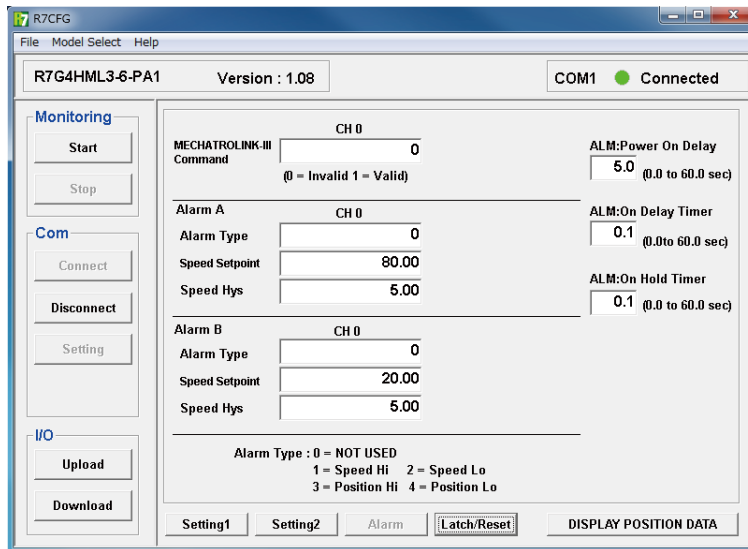 R7 R7CFG
File Model Select Help
R7G4HML3-6-PA1 Version : 1.08 COM1 Connected
Monitoring
Start
Stop
Com
Connect
Disconnect
Setting
I/O
Upload
Download
CH 0
MECHATROLINK-III
Command
0
(0 = Invalid 1 = Valid)
Alarm A CH 0
Alarm Type 0
Speed Setpoint 80.00
Speed Hys 5.00
Alarm B CH 0
Alarm Type 0
Speed Setpoint 20.00
Speed Hys 5.00
Alarm Type : 0 = NOT USED
1 = Speed Hi 2 = Speed Lo
3 = Position Hi 4 = Position Lo
ALM:Power On Delay
5.0 (0.0 to 60.0 sec)
ALM:On Delay Timer
0.1 (0.0to 60.0 sec)
ALM:On Hold Timer
0.1 (0.0 to 60.0 sec)
Setting1 Setting2 Alarm Latch/Reset DISPLAY POSITION DATA